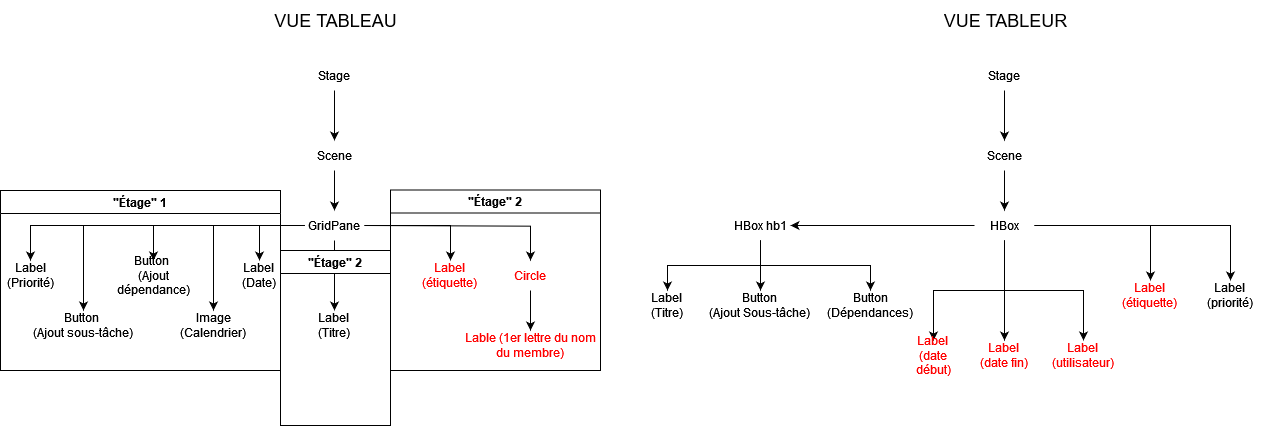 VUE TABLEAU
Stage
Scene
"Étage" 1
GridPane
"Étage" 2
"Étage" 2
Label
(Priorité)
Button
(Ajout sous-tâche)
Button
(Ajout
dépendance)
Image
(Calendrier)
Label
(Date)
Label
(Titre)
Label
(étiquette)
Circle
Lable (1er lettre du nom
du membre)
VUE TABLEUR
Stage
Scene
HBox hb1
HBox
Label
(Titre)
Button
(Ajout Sous-tâche)
Button
(Dépendances)
Label
(date
début)
Label
(date fin)
Label
(utilisateur)
Label
(étiquette)
Label
(priorité)